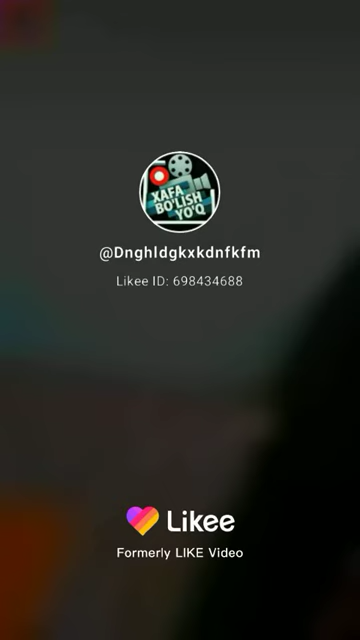 XAFA
BO'LISH
YO'Q
@Dnghldgkxkdnfkfm
Likee ID: 698434688
Likee
Formerly LIKE Video